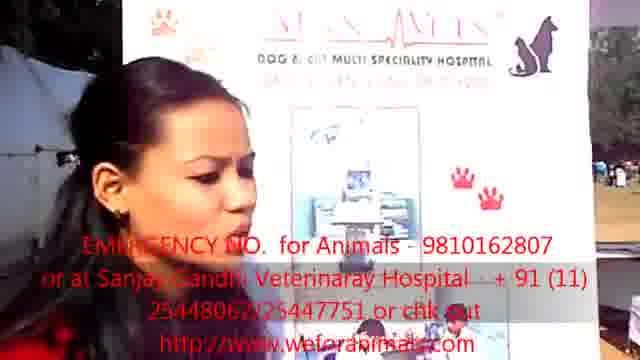 DOG & CAT MULTI SPECIALITY HOSPITAL
EMERGENCY NO. for Animals - 9810162807
or at Sanjay Gandhi Veterinaray Hospital - + 91 (11)
25448062/25447751 or chk out
http://www.weforanimals.com